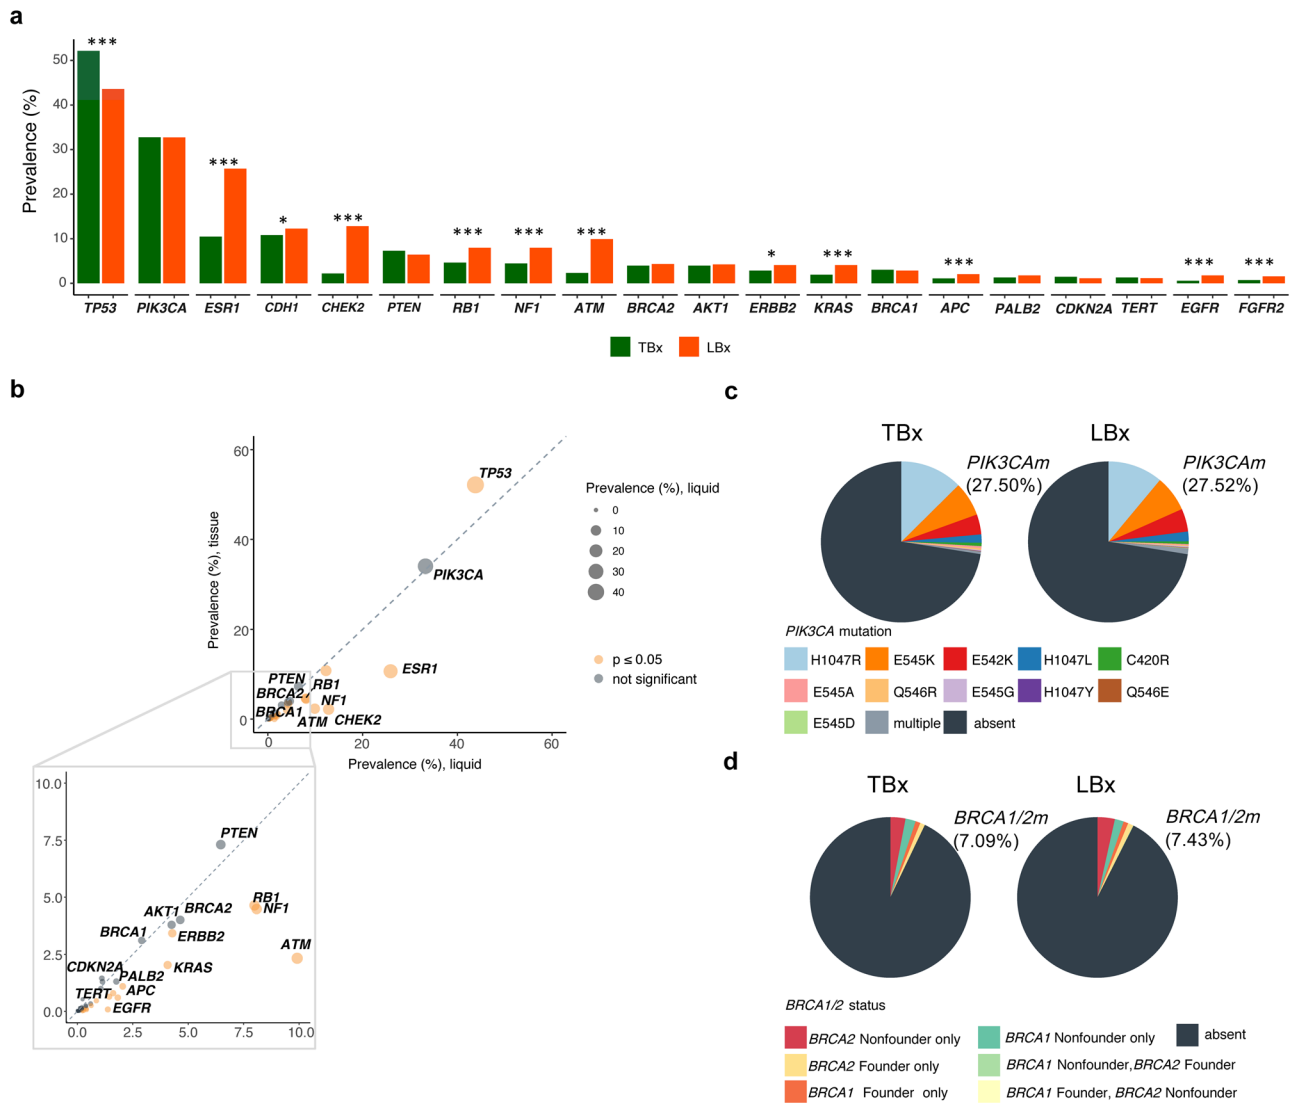 a
Prevalence (%)
50
40
30
20
10
0
***
***
*
***
***
***
***
*
***
***
***
***
TP53 PIK3CA ESR1 CDH1 CHEK2 PTEN RB1 NF1 ATM BRCA2 AKT1 ERBB2 KRAS BRCA1 APC PALB2 CDKN2A TERT EGFR FGFR2
TBx LBx
b
Prevalence (%), tissue
60
40
20
0
TP53
PIK3CA
ESR1
PTEN
RB1
BRCA2
NF1
BRCA1
ATM
CHEK2
0 20 40 60
Prevalence (%), liquid
Prevalence (%), liquid
0
10
20
30
40
p ≤ 0.05
not significant
10.0
7.5
5.0
2.5
0.0
PTEN
RB1
NF1
AKT1
BRCA2
BRCA1
ERBB2
ATM
KRAS
CDKN2A
PALB2
TERT
APC
EGFR
0.0 2.5 5.0 7.5 10.0
c
TBx
LBx
PIK3CAm
(27.50%)
PIK3CAm
(27.52%)
PIK3CA mutation
H1047R E545K E542K H1047L C420R
E545A Q546R E545G H1047Y Q546E
E545D multiple absent
d
TBx
LBx
BRCA1/2m
(7.09%)
BRCA1/2m
(7.43%)
BRCA1/2 status
BRCA2 Nonfounder only BRCA1 Nonfounder only absent
BRCA2 Founder only BRCA1 Nonfounder, BRCA2 Founder
BRCA1 Founder only BRCA1 Founder, BRCA2 Nonfounder